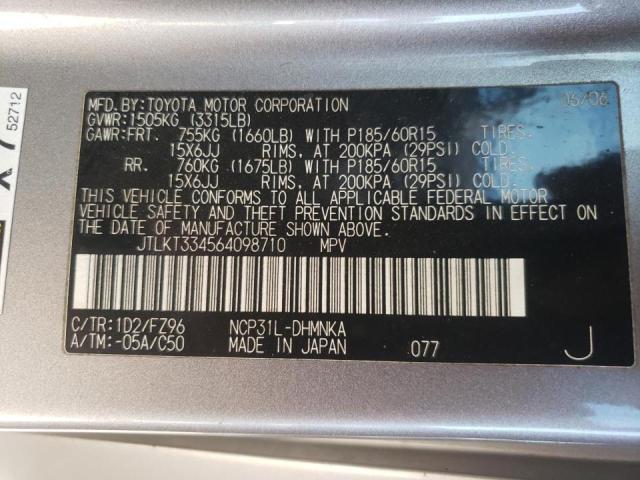 MFD.BY:TOYOTA MOTOR CORPORATION 06/06
GVWR:1505KG (3315LB)
GAWR:FRT. 755KG (1660LB) WITH P185/60R15 TIRES.
15X6JJ RIMS, AT 200KPA (29PSI) COLD.
RR. 760KG (1675LB) WITH P185/60R15 TIRES.
15X6JJ RIMS, AT 200KPA (29PSI) COLD.
THIS VEHICLE CONFORMS TO ALL APPLICABLE FEDERAL MOTOR
VEHICLE SAFETY AND THEFT PREVENTION STANDARDS IN EFFECT ON
THE DATE OF MANUFACTURE SHOWN ABOVE.
JTLKT334564098710 MPV
C/TR:1D2/FZ96 NCP31L-DHMNKA
A/TM:-05A/C50 MADE IN JAPAN 077 J
52712